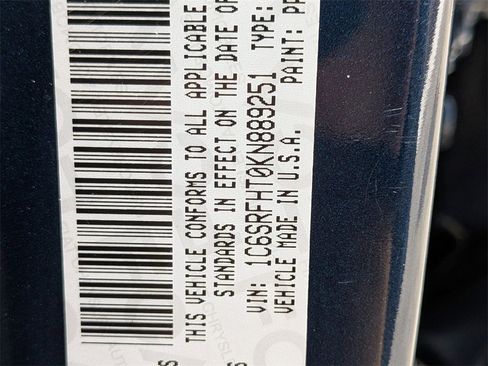 THIS VEHICLE CONFORMS TO ALL APPLICABLE
STANDARDS IN EFFECT ON THE DATE OF
VIN: 1C6SRFHT0KN889251 TYPE:
VEHICLE MADE IN U.S.A. PAINT: PP